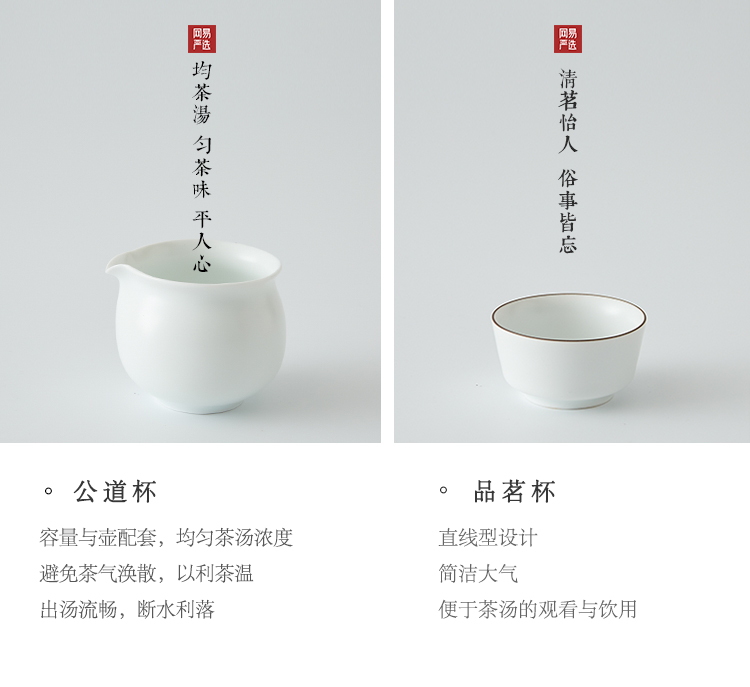 网易
严选
均茶湯 匀茶味 平人心
网易
严选
清茗怡人 俗事皆忘
公道杯
容量与壶配套，均匀茶汤浓度
避免茶气涣散，以利茶温
出汤流畅，断水利落
品茗杯
直线型设计
简洁大气
便于茶汤的观看与饮用